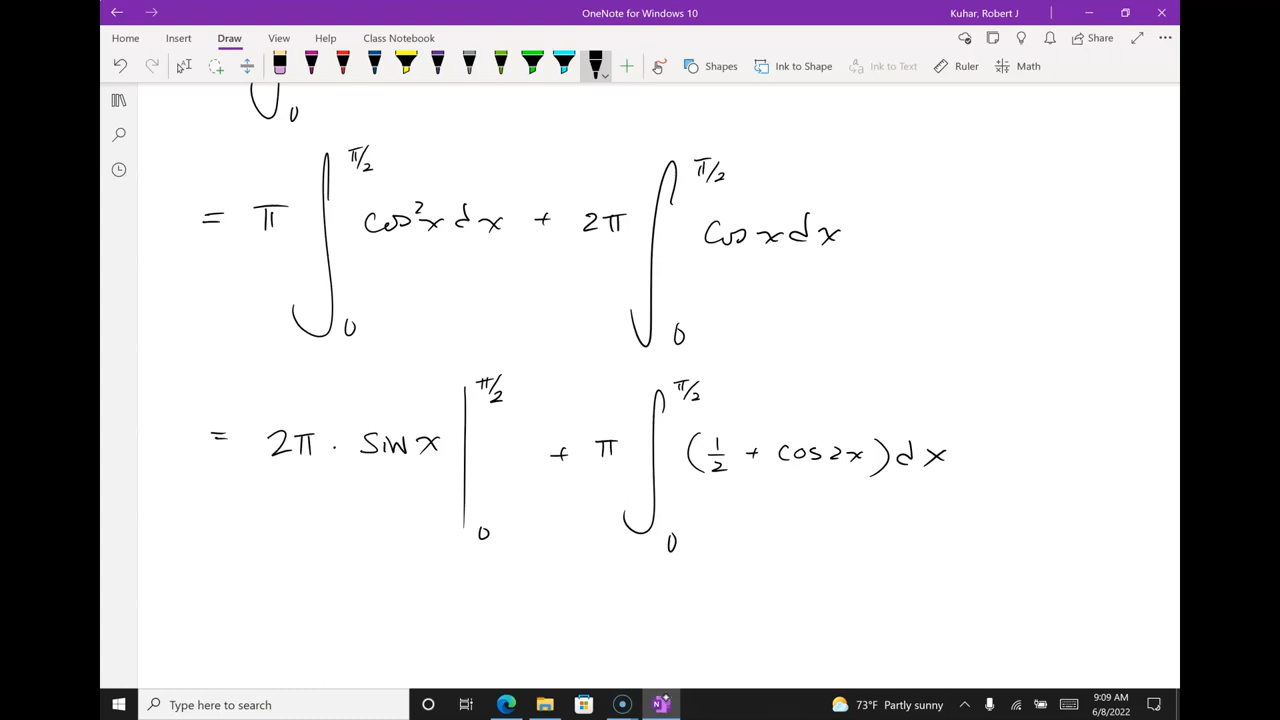 OneNote for Windows 10
Kuhar, Robert J
Home Insert Draw View Help Class Notebook
Share
Shapes Ink to Shape Ink to Text Ruler Math
0
= π ∫₀^{π/2} cos²x dx + 2π ∫₀^{π/2} cos x dx
= 2π · sin x |₀^{π/2} + π ∫₀^{π/2} (1/2 + cos 2x) dx
Type here to search
73°F Partly sunny
9:09 AM
6/8/2022